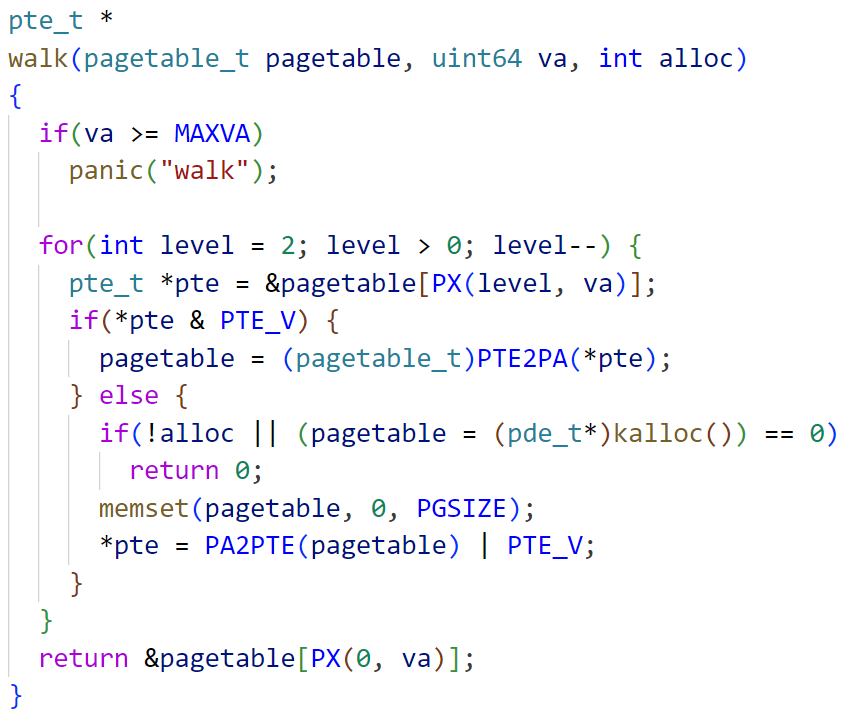 pte_t *
walk(pagetable_t pagetable, uint64 va, int alloc)
{
  if(va >= MAXVA)
    panic("walk");

  for(int level = 2; level > 0; level--) {
    pte_t *pte = &pagetable[PX(level, va)];
    if(*pte & PTE_V) {
      pagetable = (pagetable_t)PTE2PA(*pte);
    } else {
      if(!alloc || (pagetable = (pde_t*)kalloc()) == 0)
        return 0;
      memset(pagetable, 0, PGSIZE);
      *pte = PA2PTE(pagetable) | PTE_V;
    }
  }
  return &pagetable[PX(0, va)];
}